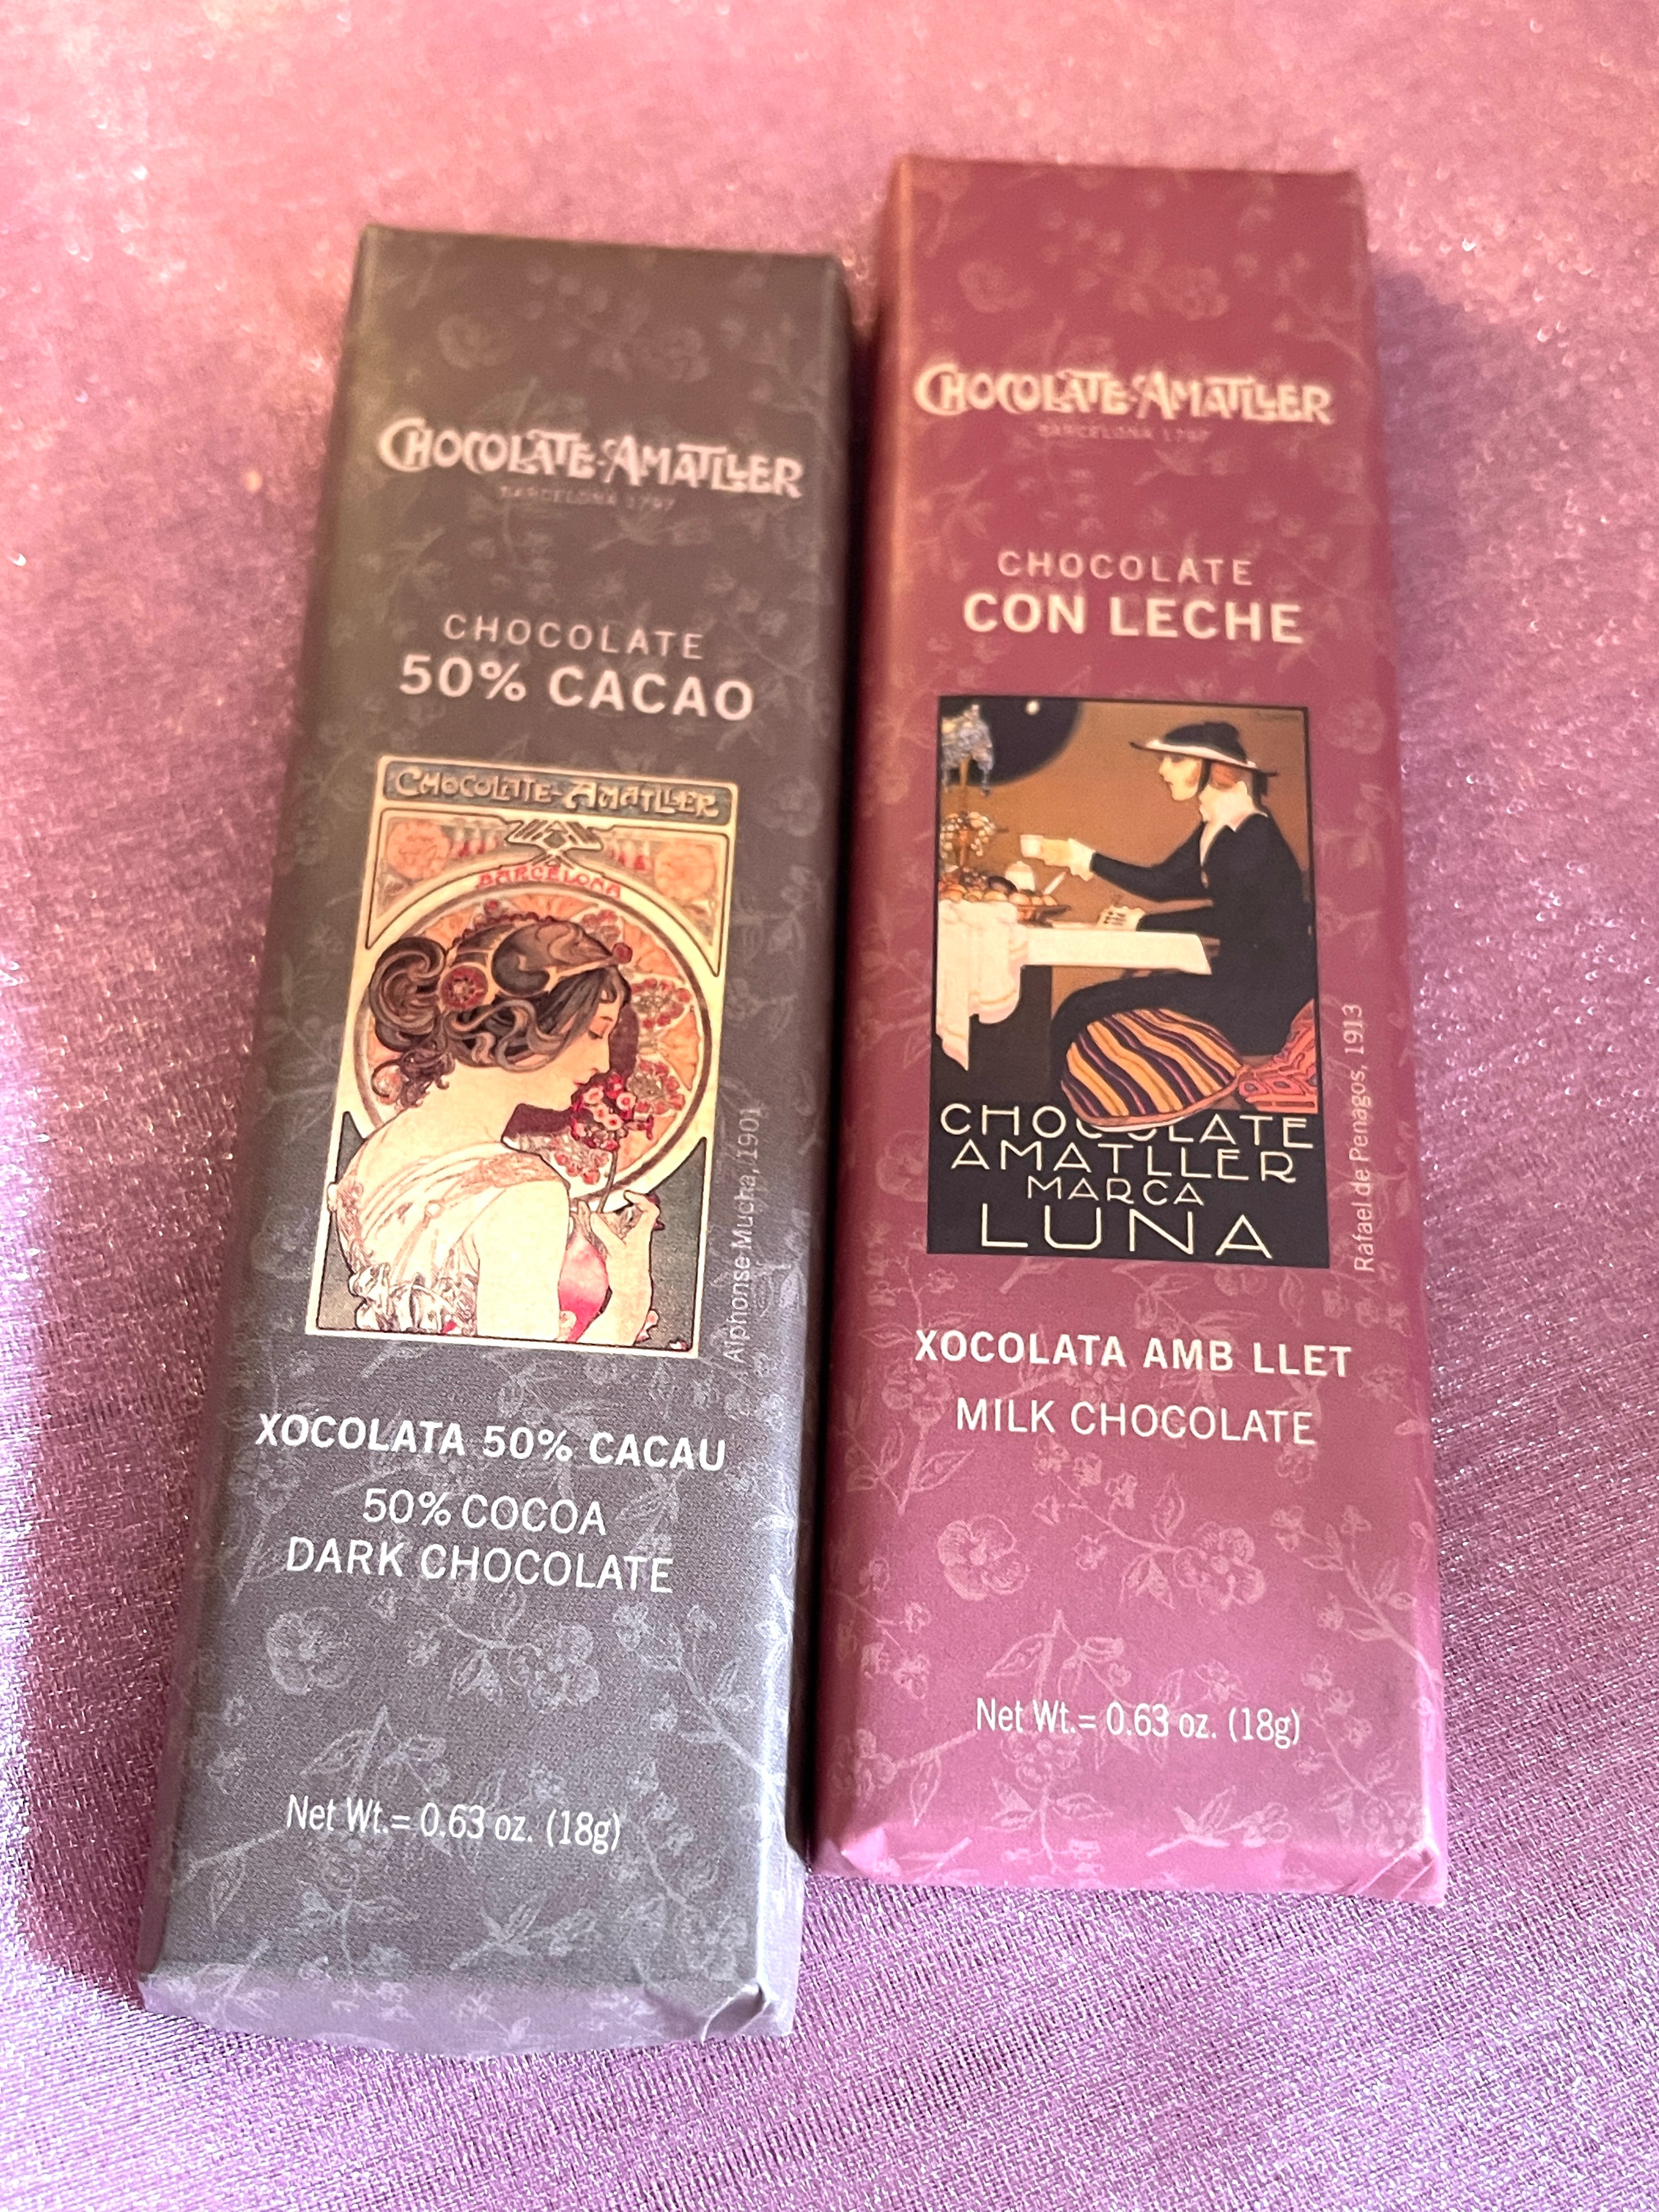 CHOCOLATE·AMATLLER
BARCELONA 1797
CHOCOLATE
50% CACAO
CHOCOLATE-AMATLLER
BARCELONA
Alphonse Mucha, 1901
XOCOLATA 50% CACAU
50% COCOA
DARK CHOCOLATE
Net Wt.= 0.63 oz. (18g)
CHOCOLATE·AMATLLER
BARCELONA 1797
CHOCOLATE
CON LECHE
CHOCOLATE
AMATLLER
MARCA
LUNA
Rafael de Penagos, 1913
XOCOLATA AMB LLET
MILK CHOCOLATE
Net Wt.= 0.63 oz. (18g)